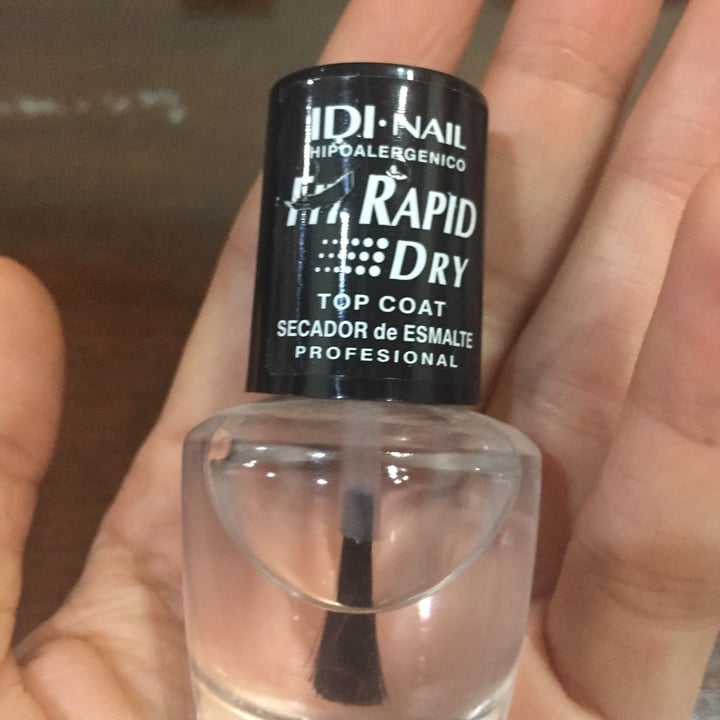 IDI·NAIL
HIPOALERGENICO
RAPID
DRY
TOP COAT
SECADOR de ESMALTE
PROFESIONAL